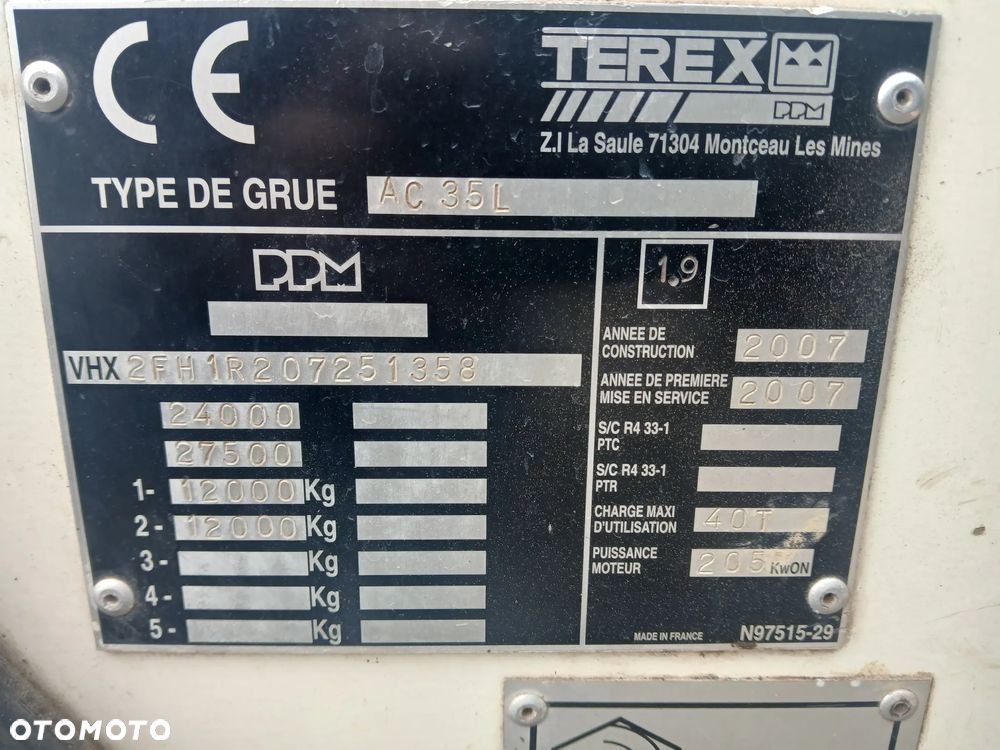 CE
TEREX
PPM
Z.I La Saule 71304 Montceau Les Mines
TYPE DE GRUE AC 35L
PPM
VHX 2FH1R207251358
24000
27500
1- 12000 Kg
2- 12000 Kg
3- Kg
4- Kg
5- Kg
1.9
ANNEE DE
CONSTRUCTION 2007
ANNEE DE PREMIERE
MISE EN SERVICE 2007
S/C R4 33-1
PTC
S/C R4 33-1
PTR
CHARGE MAXI
D'UTILISATION 40T
PUISSANCE
MOTEUR 205 KwON
MADE IN FRANCE N97515-29
OTOMOTO